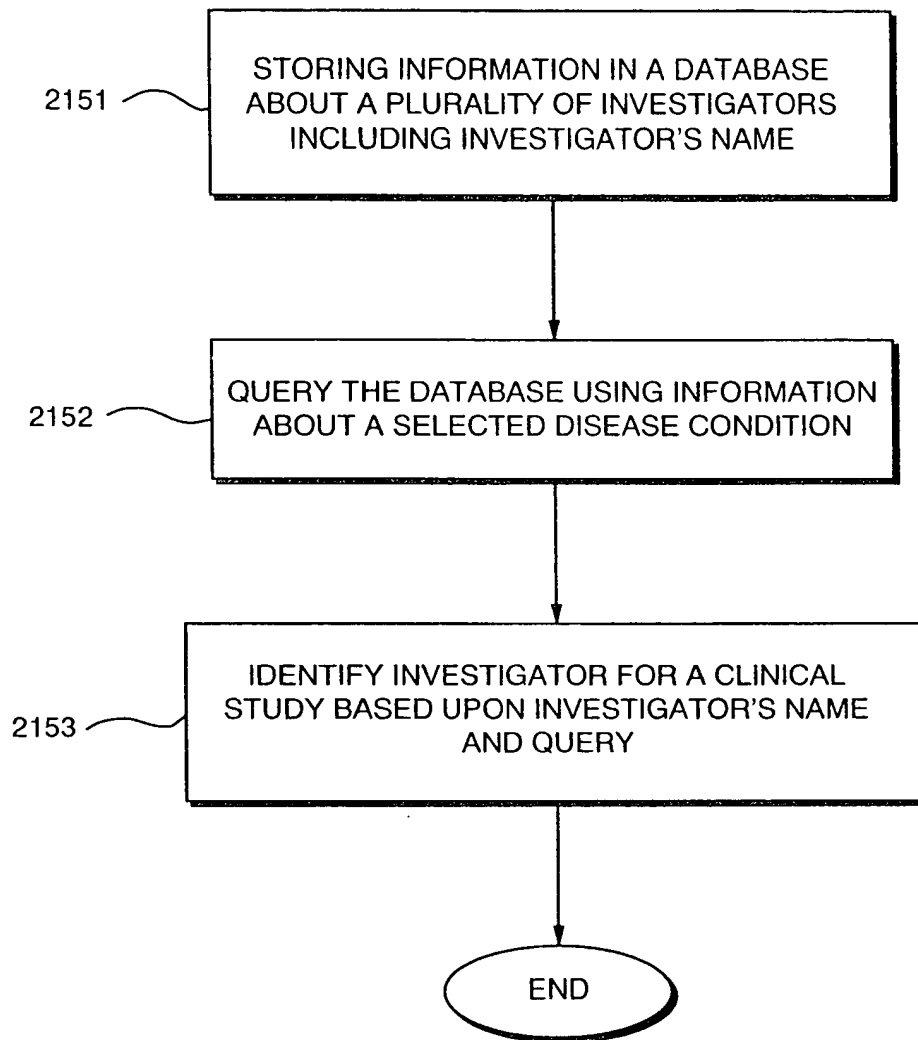 2151
STORING INFORMATION IN A DATABASE
ABOUT A PLURALITY OF INVESTIGATORS
INCLUDING INVESTIGATOR'S NAME
2152
QUERY THE DATABASE USING INFORMATION
ABOUT A SELECTED DISEASE CONDITION
2153
IDENTIFY INVESTIGATOR FOR A CLINICAL
STUDY BASED UPON INVESTIGATOR'S NAME
AND QUERY
END